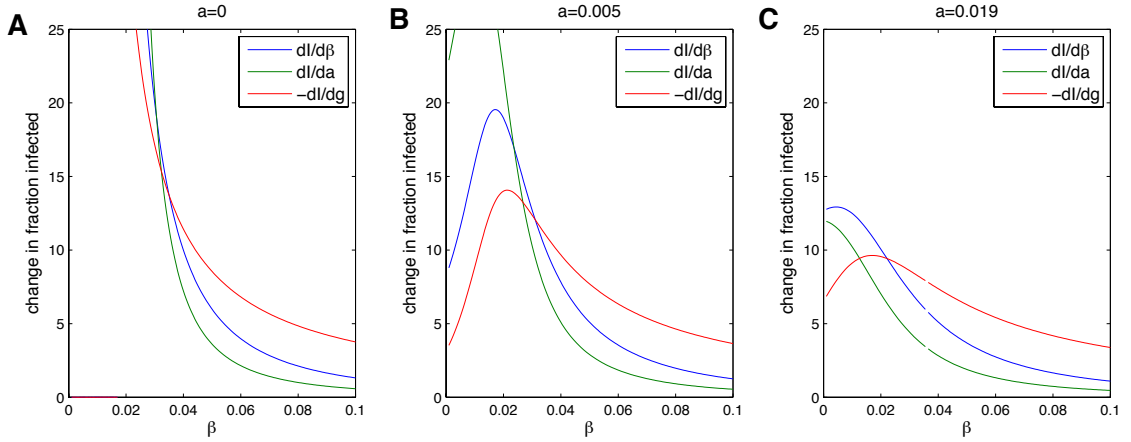 A
a=0
change in fraction infected
25
20
15
10
5
0
0
0.02
0.04
0.06
0.08
0.1
β
dI/dβ
dI/da
-dI/dg
B
a=0.005
change in fraction infected
25
20
15
10
5
0
0
0.02
0.04
0.06
0.08
0.1
β
dI/dβ
dI/da
-dI/dg
C
a=0.019
change in fraction infected
25
20
15
10
5
0
0
0.02
0.04
0.06
0.08
0.1
β
dI/dβ
dI/da
-dI/dg